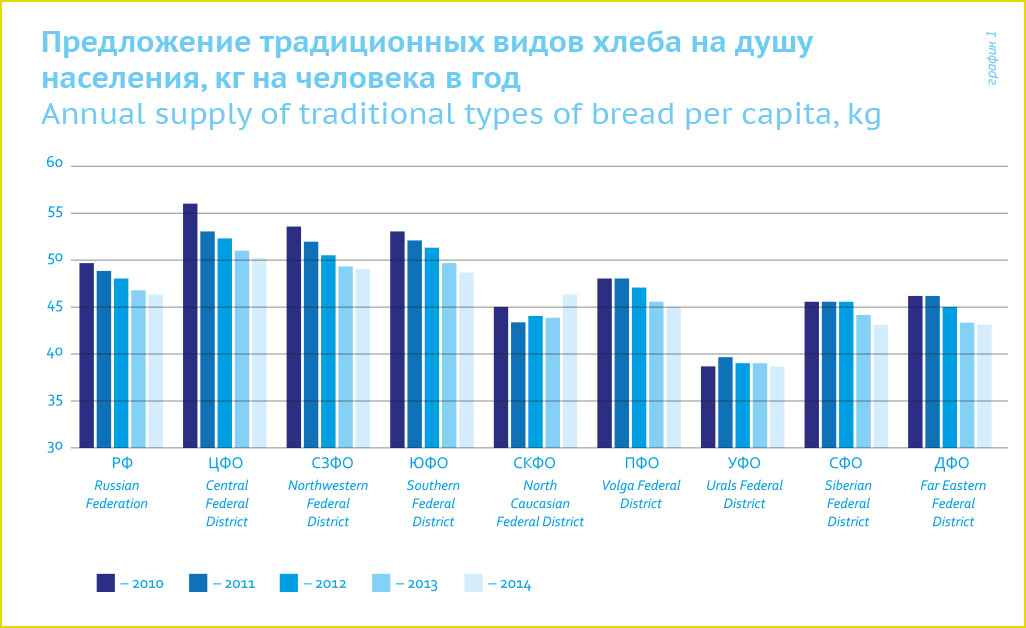 Предложение традиционных видов хлеба на душу
населения, кг на человека в год
Annual supply of traditional types of bread per capita, kg
график 1
60
55
50
45
40
35
30
РФ
Russian
Federation
ЦФО
Central
Federal
District
СЗФО
Northwestern
Federal
District
ЮФО
Southern
Federal
District
СКФО
North
Caucasian
Federal District
ПФО
Volga Federal
District
УФО
Urals Federal
District
СФО
Siberian
Federal
District
ДФО
Far Eastern
Federal
District
– 2010
– 2011
– 2012
– 2013
– 2014